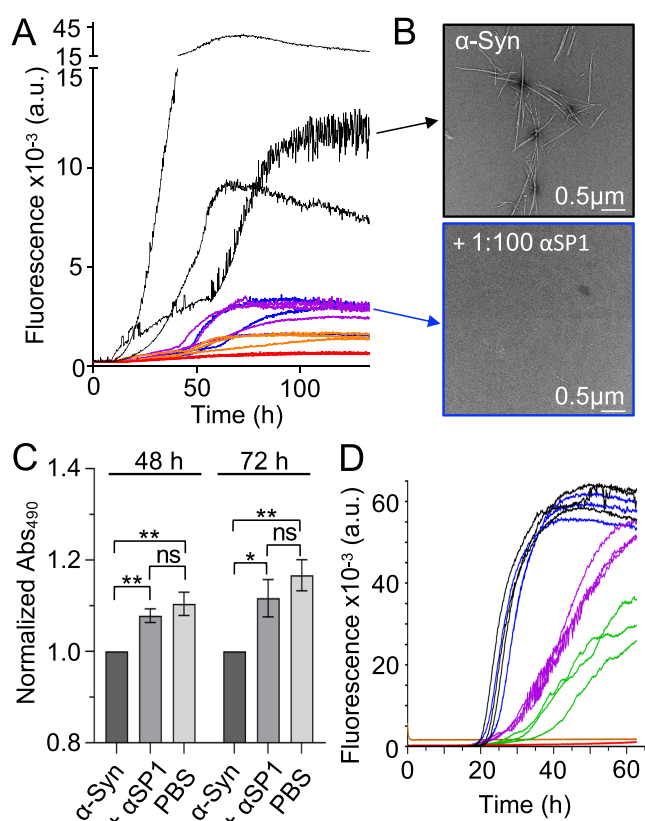 A
45
15
15
10
5
0
Fluorescence x10⁻³ (a.u.)
0
50
100
Time (h)
B
α-Syn
0.5μm
+ 1:100 αSP1
0.5μm
C
48 h
72 h
1.4
1.2
1.0
0.8
Normalized Abs₄₉₀
**
**
ns
**
*
ns
α-Syn
+ αSP1
PBS
α-Syn
+ αSP1
PBS
D
60
40
20
0
Fluorescence x10⁻³ (a.u.)
0
20
40
60
Time (h)